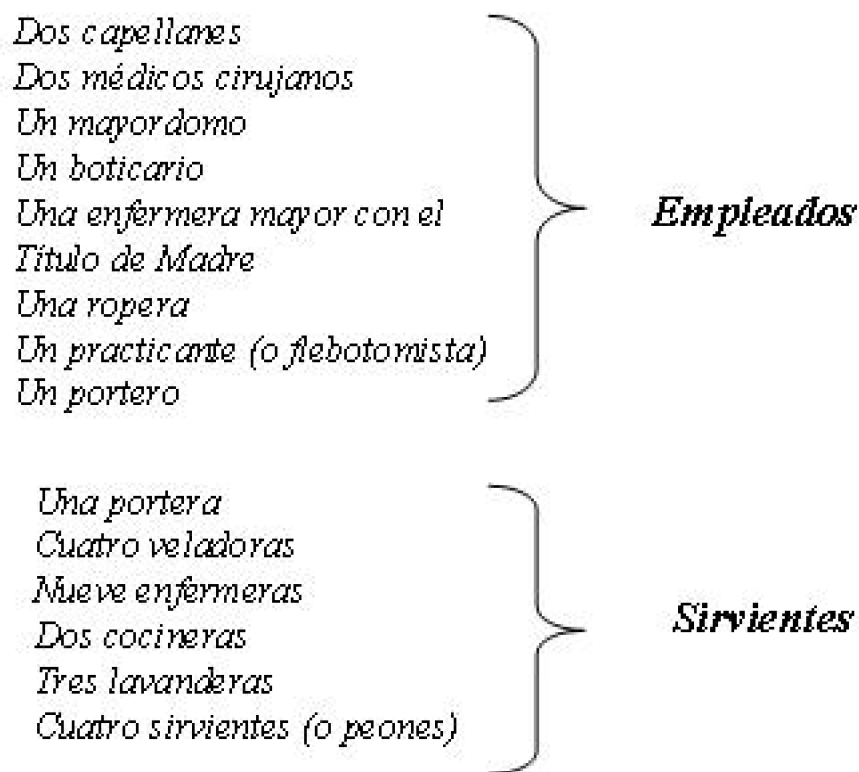 Dos capellanes
Dos médicos cirujanos
Un mayordomo
Un boticario
Una enfermera mayor con el
Título de Madre
Una ropera
Un practicante (o flebotomista)
Un portero
Empleados
Una portera
Cuatro veladoras
Nueve enfermeras
Dos cocineras
Tres lavanderas
Cuatro sirvientes (o peones)
Sirvientes